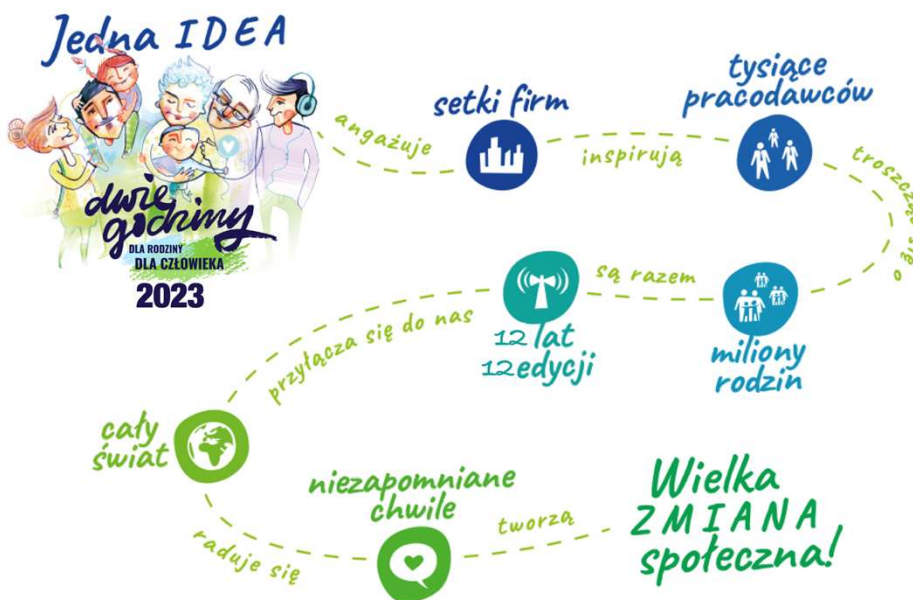 Jedna IDEA
dwie
godziny
DLA RODZINY
DLA CZŁOWIEKA
2023
angażuje
setki firm
inspirują
tysiące
pracodawców
troszczące się o
miliony
rodzin
są razem
12 lat
12 edycji
przyłącza się do nas
cały
świat
raduje się
niezapomniane
chwile
tworzą
Wielka
ZMIANA
społeczna!